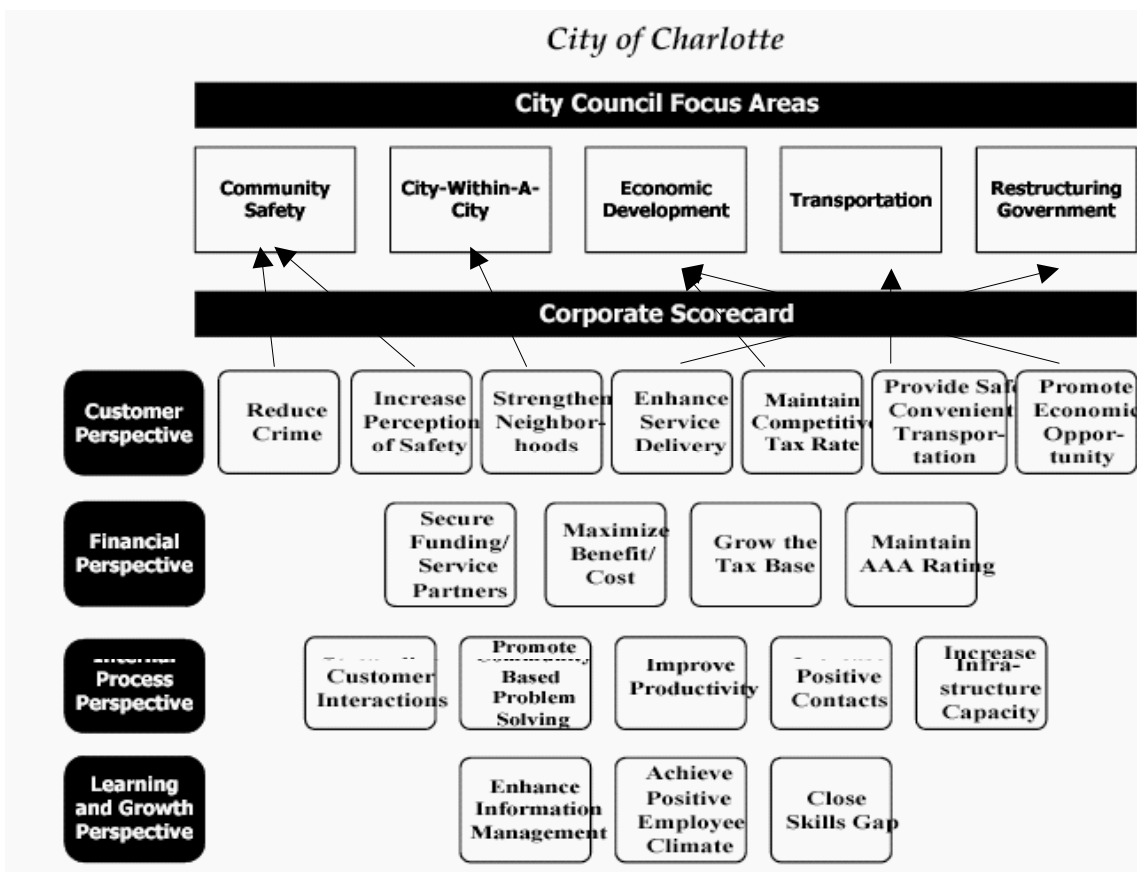 City of Charlotte
City Council Focus Areas
Community
Safety
City-Within-A-
City
Economic
Development
Transportation
Restructuring
Government
Corporate Scorecard
Customer
Perspective
Reduce
Crime
Increase
Perception
of Safety
Strengthen
Neighbor-
hoods
Enhance
Service
Delivery
Maintain
Competitive
Tax Rate
Provide Safe
Convenient
Transpor-
tation
Promote
Economic
Oppor-
tunity
Financial
Perspective
Secure
Funding/
Service
Partners
Maximize
Benefit/
Cost
Grow the
Tax Base
Maintain
AAA Rating
Internal
Process
Perspective
Customer
Interactions
Promote
Community
Based
Problem
Solving
Improve
Productivity
Positive
Contacts
Increase
Infra-
structure
Capacity
Learning
and Growth
Perspective
Enhance
Information
Management
Achieve
Positive
Employee
Climate
Close
Skills Gap